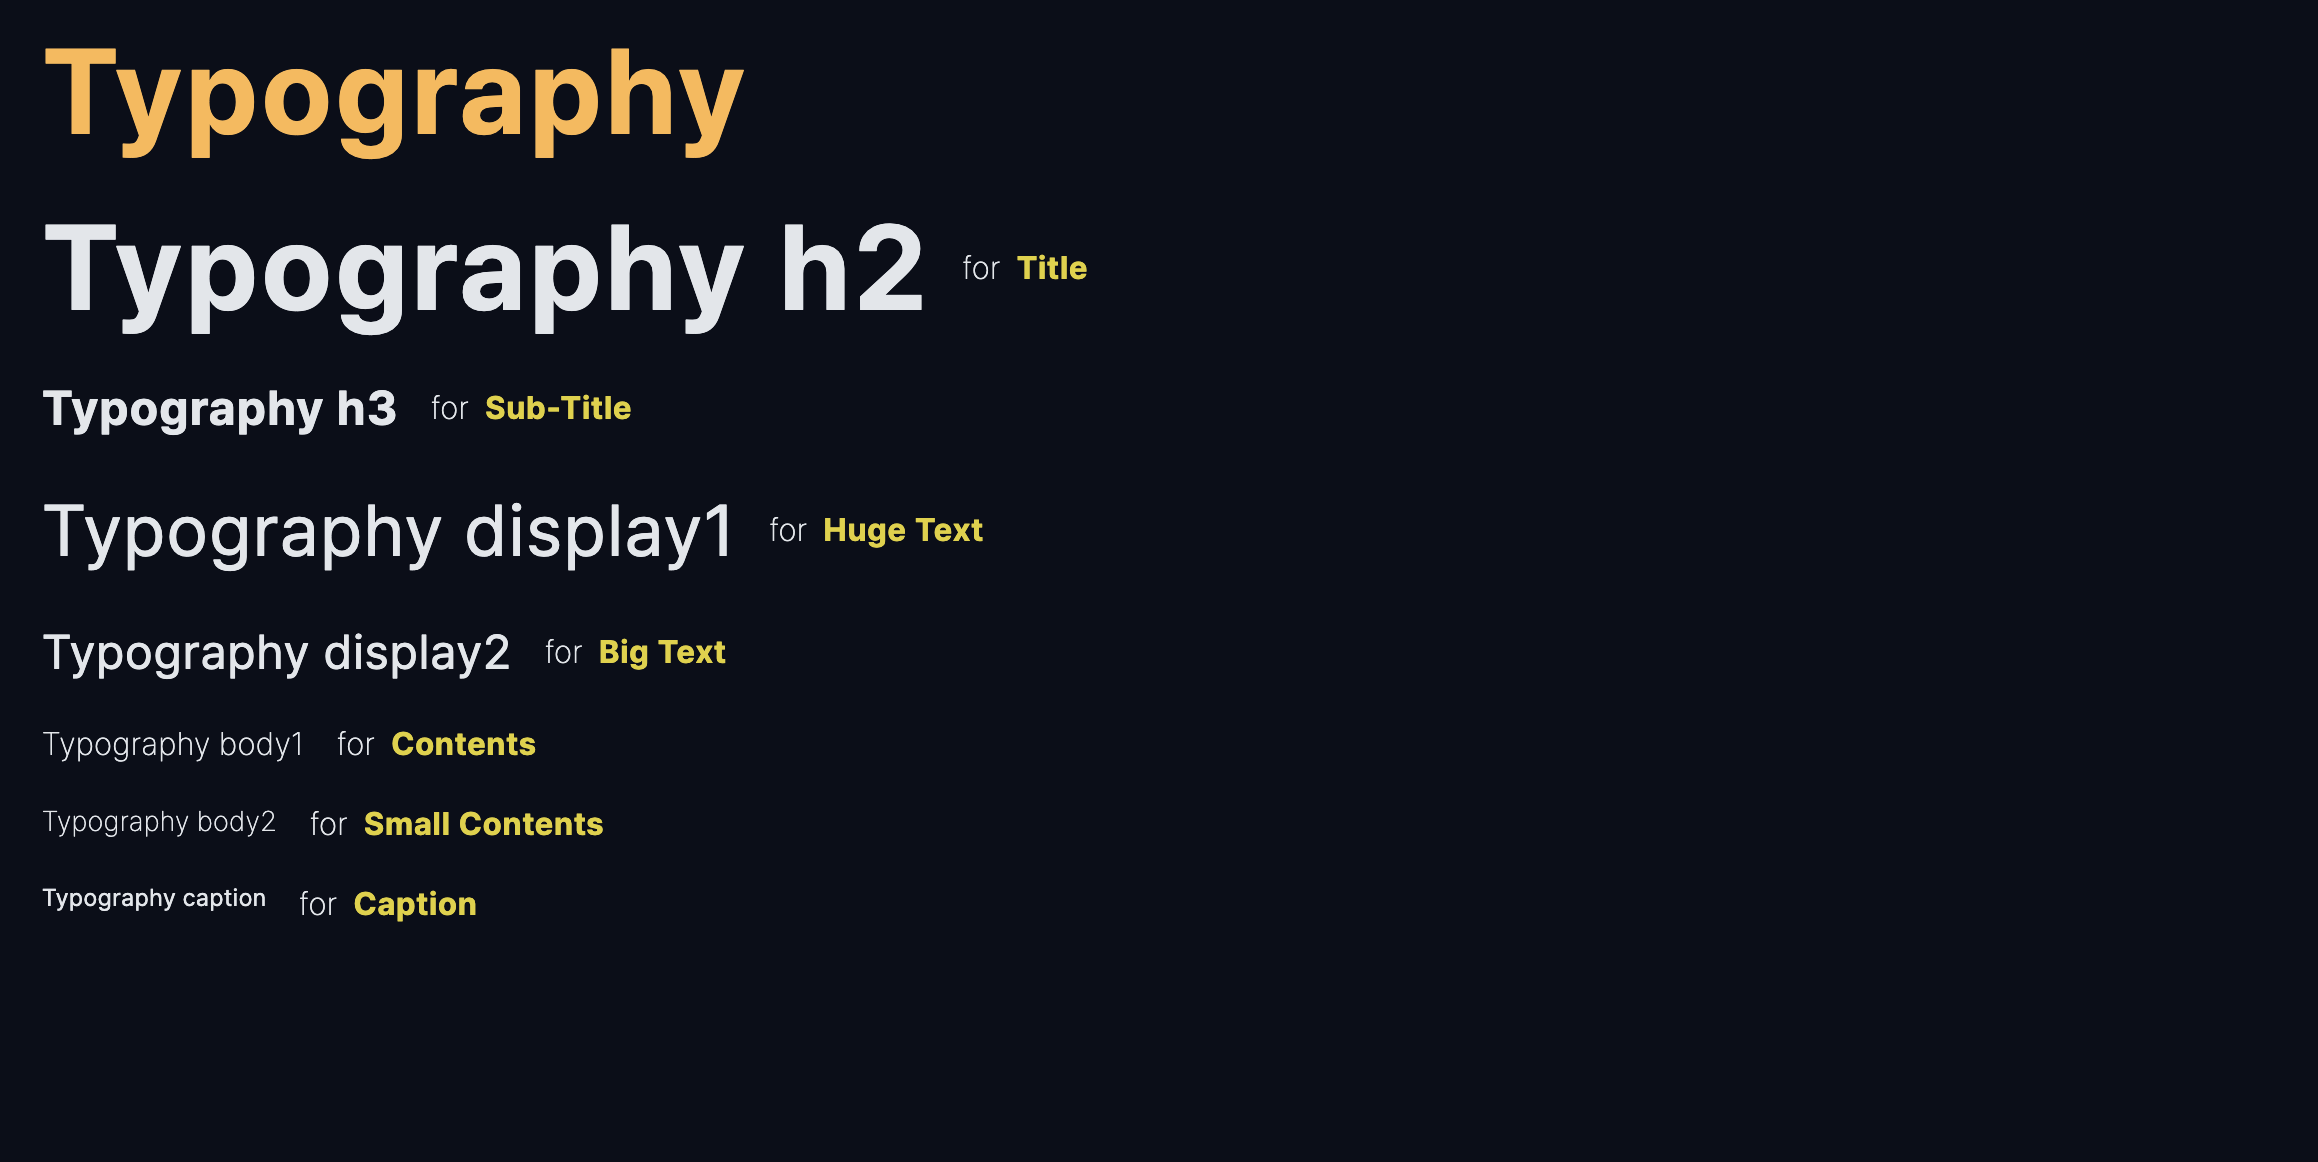 Typography
Typography h2 for Title
Typography h3 for Sub-Title
Typography display1 for Huge Text
Typography display2 for Big Text
Typography body1 for Contents
Typography body2 for Small Contents
Typography caption for Caption